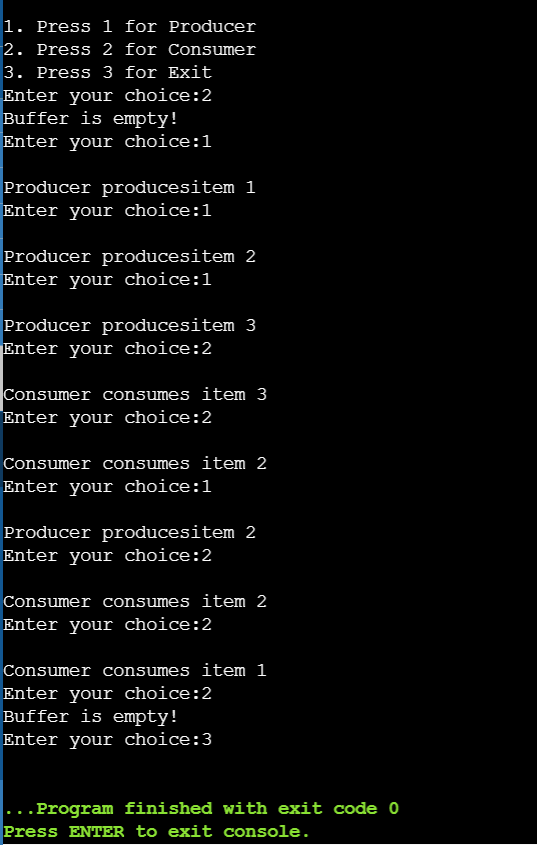 1. Press 1 for Producer
2. Press 2 for Consumer
3. Press 3 for Exit
Enter your choice:2
Buffer is empty!
Enter your choice:1
Producer producesitem 1
Enter your choice:1
Producer producesitem 2
Enter your choice:1
Producer producesitem 3
Enter your choice:2
Consumer consumes item 3
Enter your choice:2
Consumer consumes item 2
Enter your choice:1
Producer producesitem 2
Enter your choice:2
Consumer consumes item 2
Enter your choice:2
Consumer consumes item 1
Enter your choice:2
Buffer is empty!
Enter your choice:3
...Program finished with exit code 0
Press ENTER to exit console.